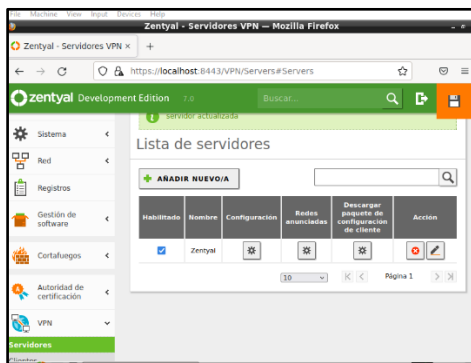 File Machine View Input Devices Help
Zentyal - Servidores VPN — Mozilla Firefox
Zentyal - Servidores VPN ×
https://localhost:8443/VPN/Servers#Servers
zentyal Development Edition 7.0
Buscar...
servidor actualizada
Lista de servidores
AÑADIR NUEVO/A
Habilitado Nombre Configuración Redes anunciadas Descargar paquete de configuración de cliente Acción
Zentyal
10 Página 1
Sistema
Red
Registros
Gestión de software
Cortafuegos
Autoridad de certificación
VPN
Servidores
Clientes